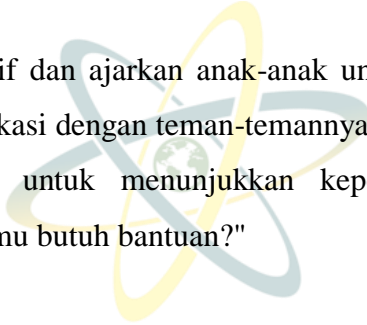 if dan ajarkan anak-anak un
kasi dengan teman-temannya
untuk menunjukkan kep
mu butuh bantuan?"